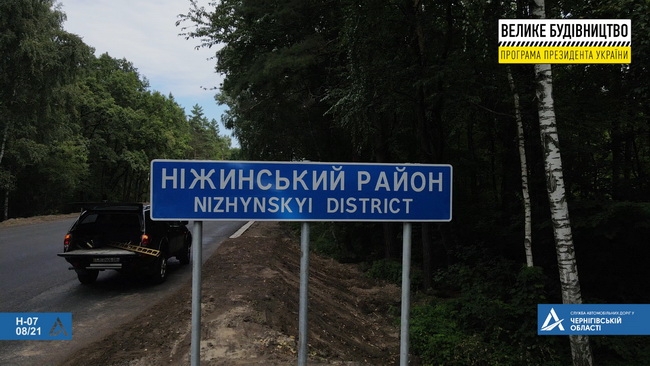 ВЕЛИКЕ БУДІВНИЦТВО
ПРОГРАМА ПРЕЗИДЕНТА УКРАЇНИ
НІЖИНСЬКИЙ РАЙОН
NIZHYNSKYI DISTRICT
Н-07
08/21
СЛУЖБА АВТОМОБІЛЬНИХ ДОРІГ У
ЧЕРНІГІВСЬКІЙ
ОБЛАСТІ